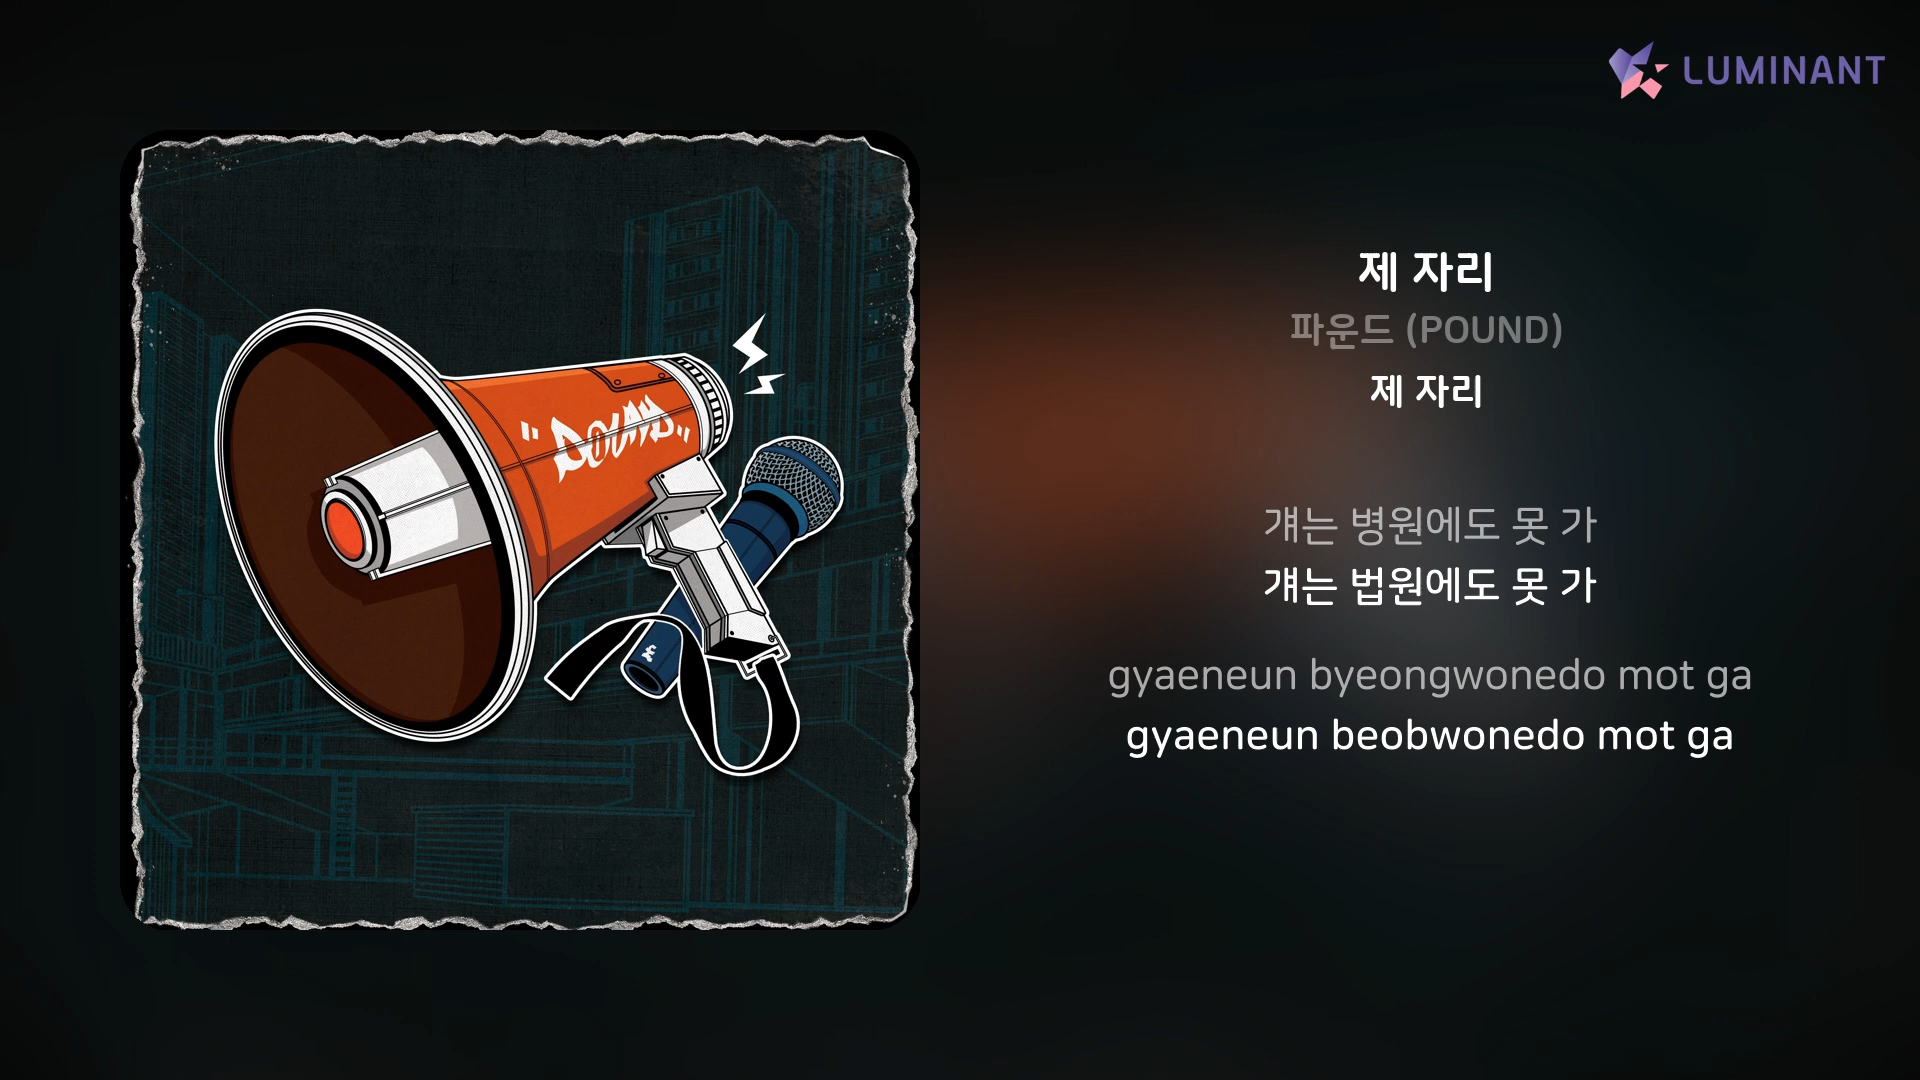 LUMINANT
제 자리
파운드 (POUND)
제 자리
"POUND"
£
걔는 병원에도 못 가
걔는 법원에도 못 가
gyaeneun byeongwonedo mot ga
gyaeneun beobwonedo mot ga